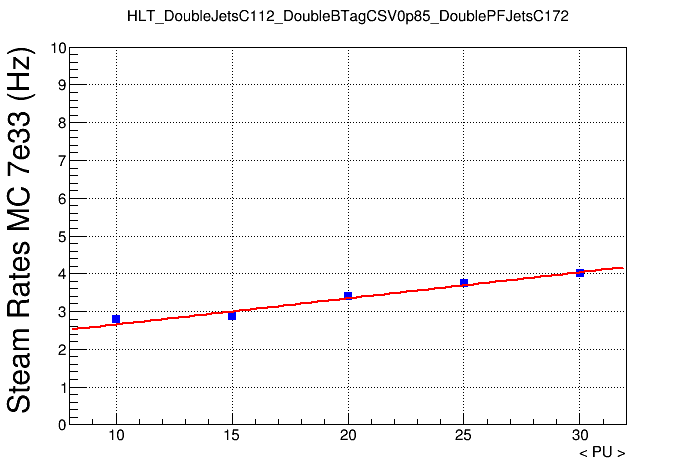 HLT_DoubleJetsC112_DoubleBTagCSV0p85_DoublePFJetsC172
Steam Rates MC 7e33 (Hz)
10
9
8
7
6
5
4
3
2
1
0
10 15 20 25 30
< PU >